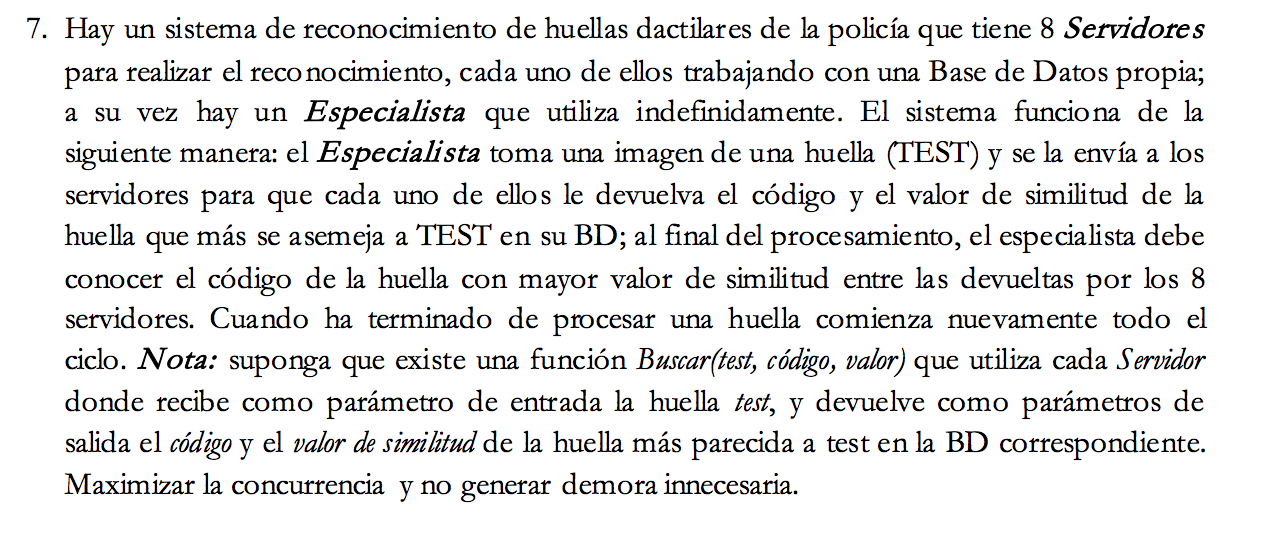 7. Hay un sistema de reconocimiento de huellas dactilares de la policía que tiene 8 Servidores
para realizar el reconocimiento, cada uno de ellos trabajando con una Base de Datos propia;
a su vez hay un Especialista que utiliza indefinidamente. El sistema funciona de la
siguiente manera: el Especialista toma una imagen de una huella (TEST) y se la envía a los
servidores para que cada uno de ellos le devuelva el código y el valor de similitud de la
huella que más se asemeja a TEST en su BD; al final del procesamiento, el especialista debe
conocer el código de la huella con mayor valor de similitud entre las devueltas por los 8
servidores. Cuando ha terminado de procesar una huella comienza nuevamente todo el
ciclo. Nota: suponga que existe una función Buscar(test, código, valor) que utiliza cada Servidor
donde recibe como parámetro de entrada la huella test, y devuelve como parámetros de
salida el código y el valor de similitud de la huella más parecida a test en la BD correspondiente.
Maximizar la concurrencia y no generar demora innecesaria.